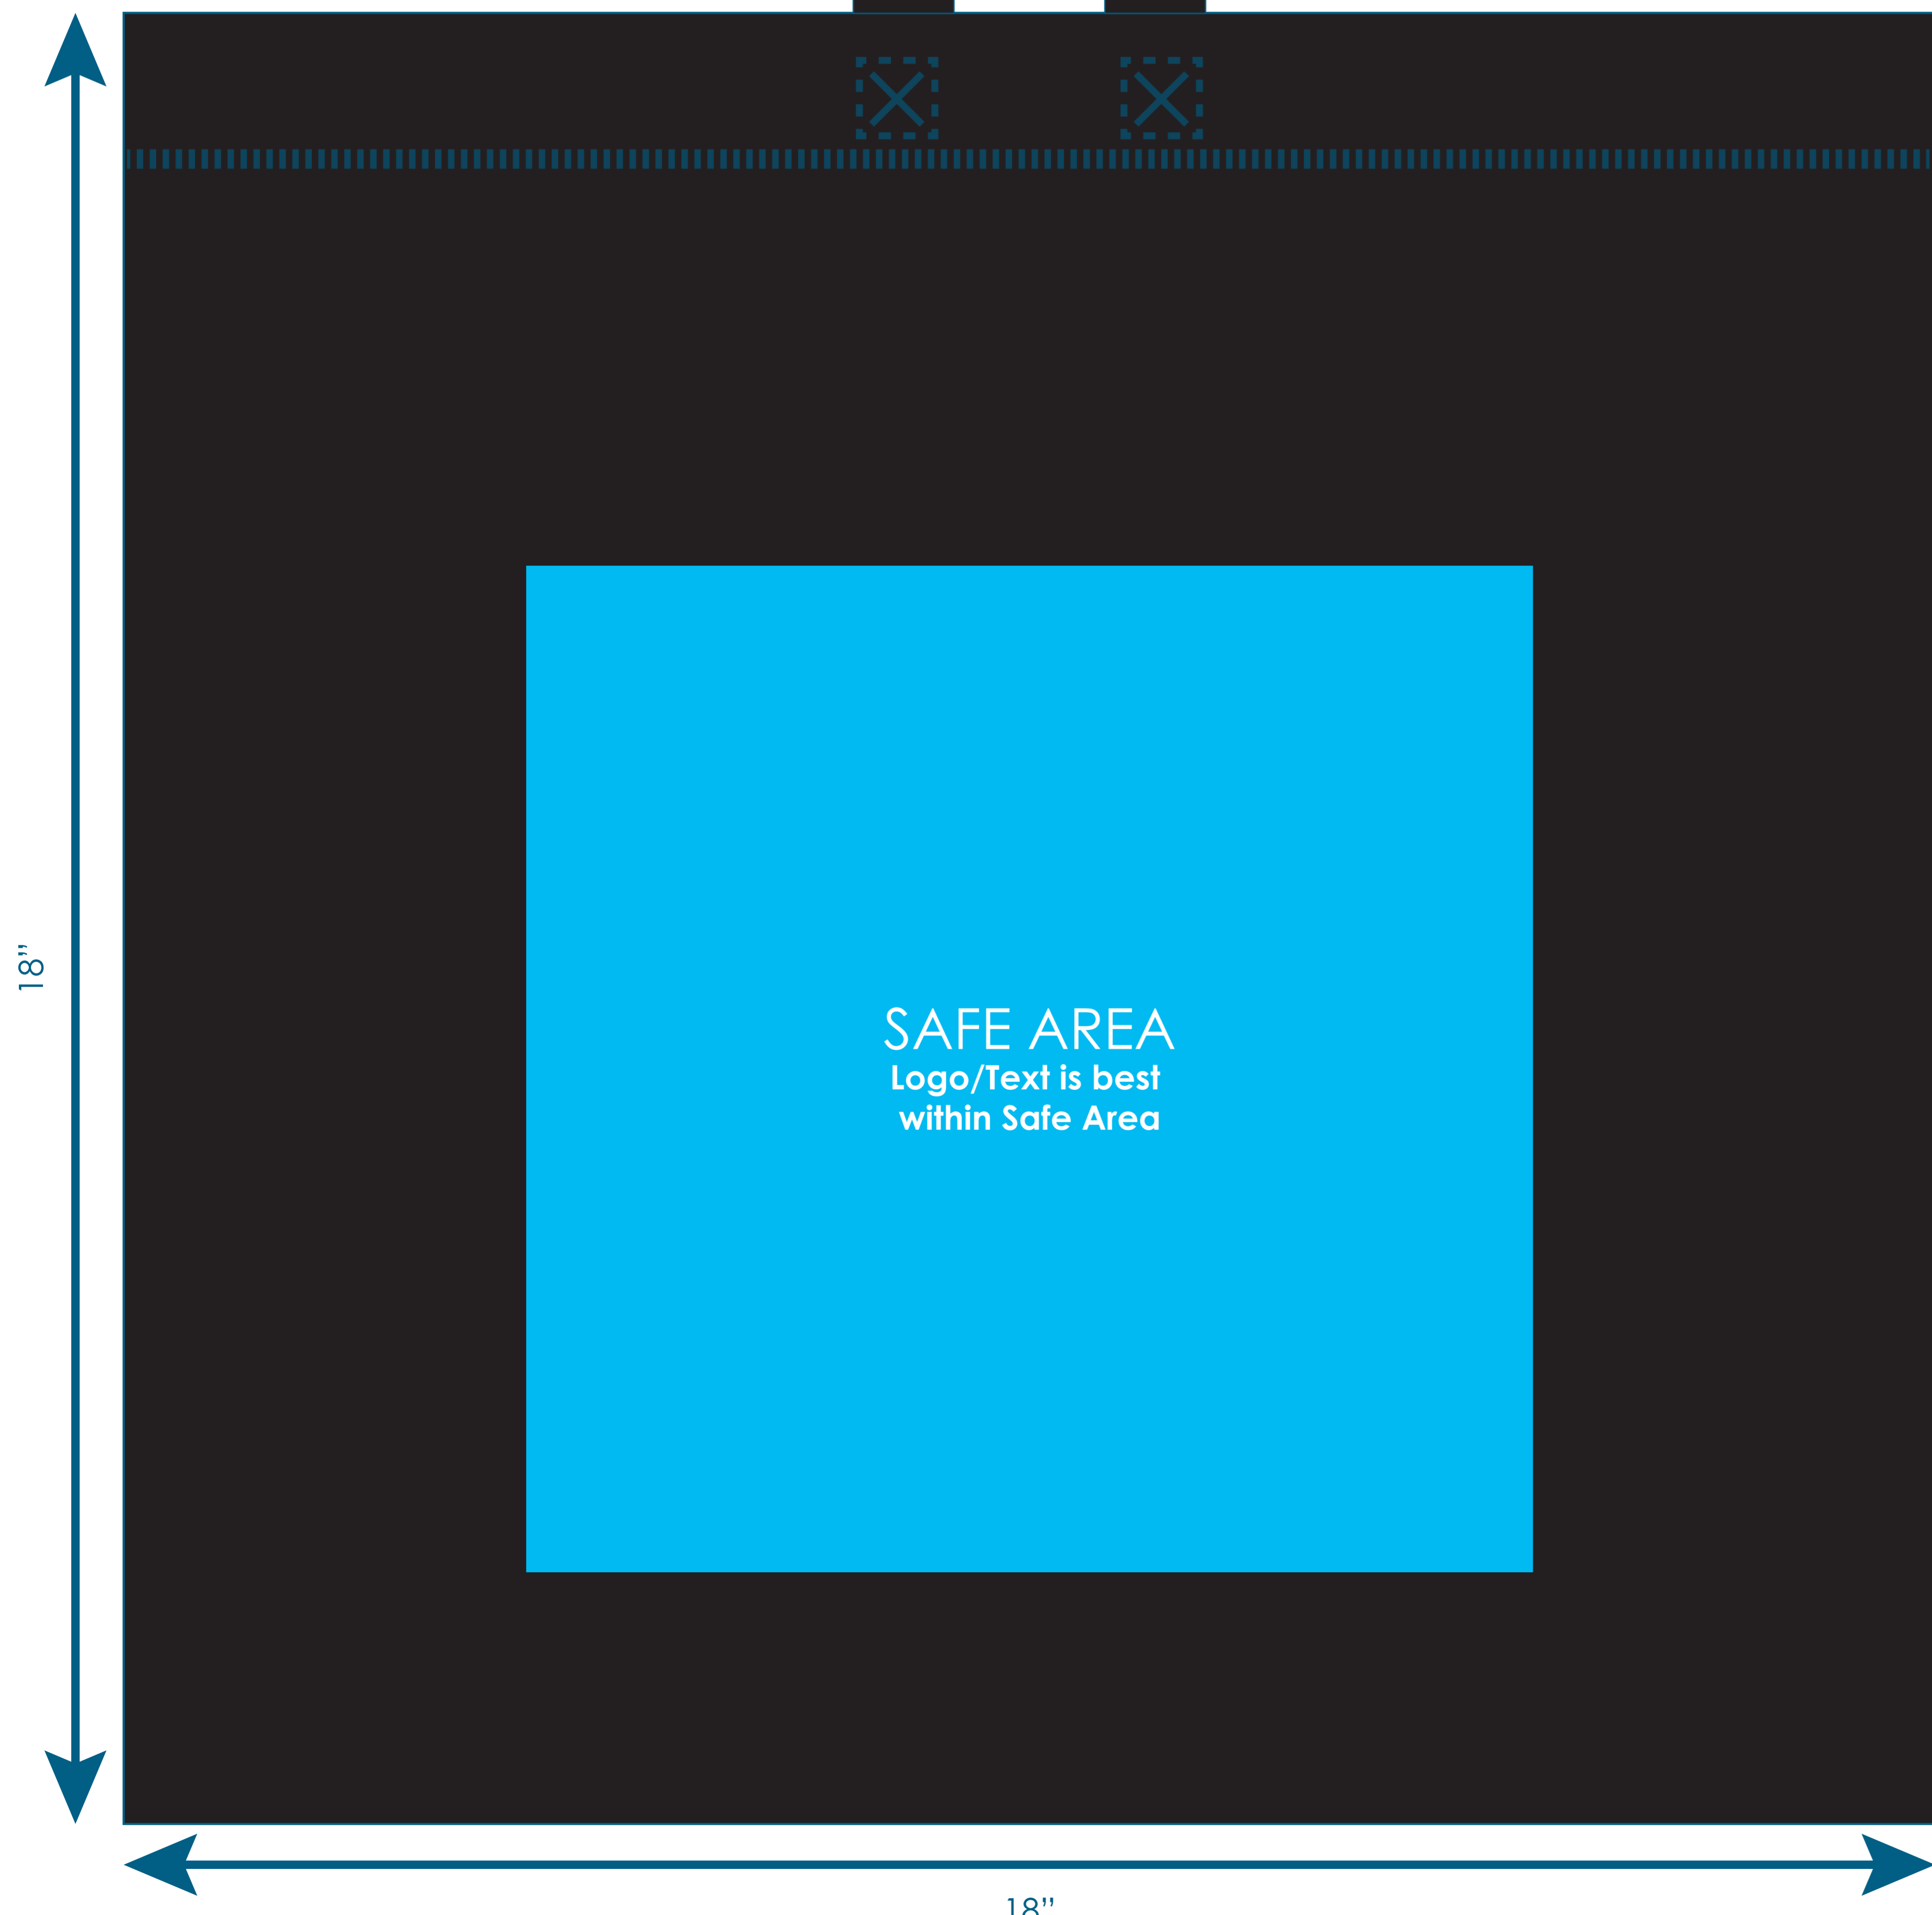 18”
SAFE AREA
Logo/Text is best
within Safe Area
18”